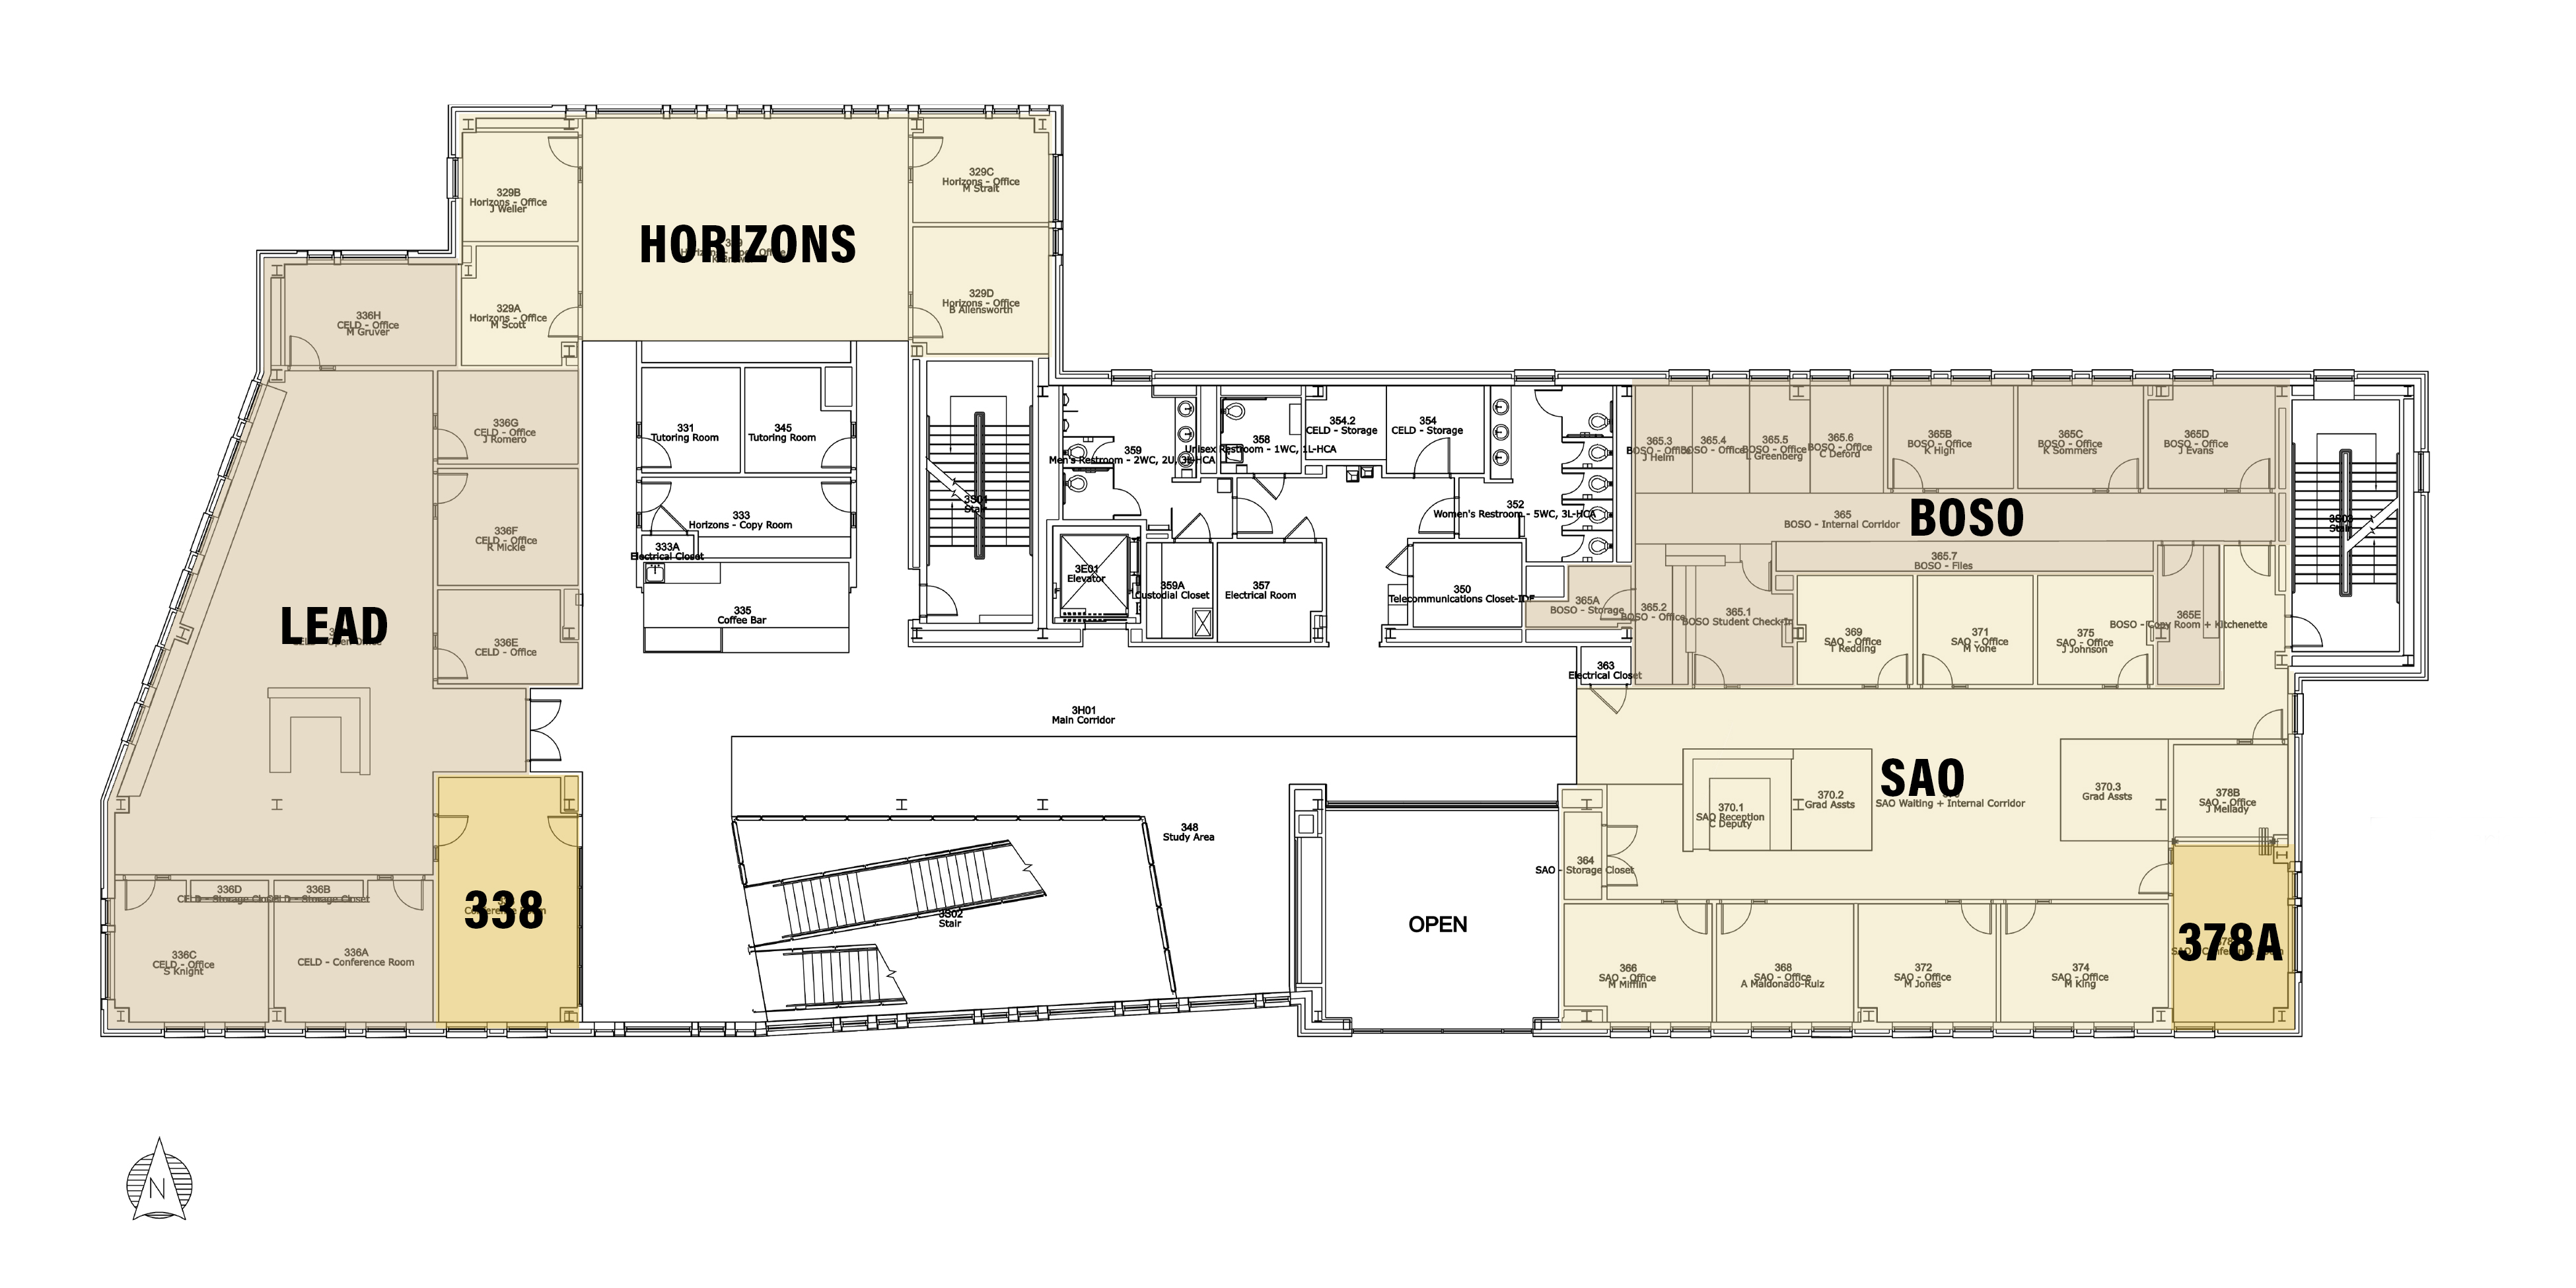 329B
Horizons - Office
J Weller
329C
Horizons - Office
M Strait
HORIZONS
329A
Horizons - Office
M Scott
329D
Horizons - Office
B Allensworth
336H
CELD - Office
M Gruver
336G
CELD - Office
J Romero
331
Tutoring Room
345
Tutoring Room
359
Men's Restroom - 2WC, 2U, 3L-HCA
358
Unisex Restroom - 1WC, 1L-HCA
354.2
CELD - Storage
354
CELD - Storage
365.3
BOSO - Office
J Helm
365.4
BOSO - Office
365.5
BOSO - Office
L Greenberg
365.6
BOSO - Office
C Deford
365B
BOSO - Office
K High
365C
BOSO - Office
K Sommers
365D
BOSO - Office
J Evans
336F
CELD - Office
R Mickle
333
Horizons - Copy Room
333A
Electrical Closet
3S01
Stair
352
Women's Restroom - 5WC, 3L-HCA
365
BOSO - Internal Corridor
BOSO
3S03
Stair
365.7
BOSO - Files
3E01
Elevator
359A
Custodial Closet
357
Electrical Room
350
Telecommunications Closet-IDF
365A
BOSO - Storage
365.2
BOSO - Office
365.1
BOSO Student Check-In
369
SAO - Office
T Redding
371
SAO - Office
M Yohe
375
SAO - Office
J Johnson
365E
BOSO - Copy Room + Kitchenette
LEAD
336E
CELD - Office
335
Coffee Bar
363
Electrical Closet
3H01
Main Corridor
SAO
SAO Waiting + Internal Corridor
370.1
SAO Reception
C Deputy
370.2
Grad Assts
370.3
Grad Assts
378B
SAO - Office
J Mellady
348
Study Area
364
SAO - Storage Closet
336D
CELD - Storage Closet
336B
CELD - Storage Closet
338
3S02
Stair
OPEN
378A
336C
CELD - Office
S Knight
336A
CELD - Conference Room
366
SAO - Office
M Mifflin
368
SAO - Office
A Maldonado-Ruiz
372
SAO - Office
M Jones
374
SAO - Office
M King
N